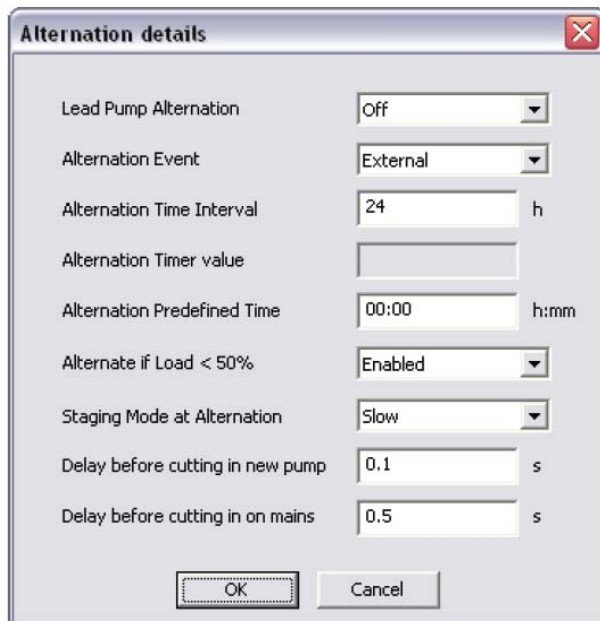 Alternation details
Lead Pump Alternation Off
Alternation Event External
Alternation Time Interval 24 h
Alternation Timer value
Alternation Predefined Time 00:00 h:mm
Alternate if Load < 50% Enabled
Staging Mode at Alternation Slow
Delay before cutting in new pump 0.1 s
Delay before cutting in on mains 0.5 s
OK Cancel